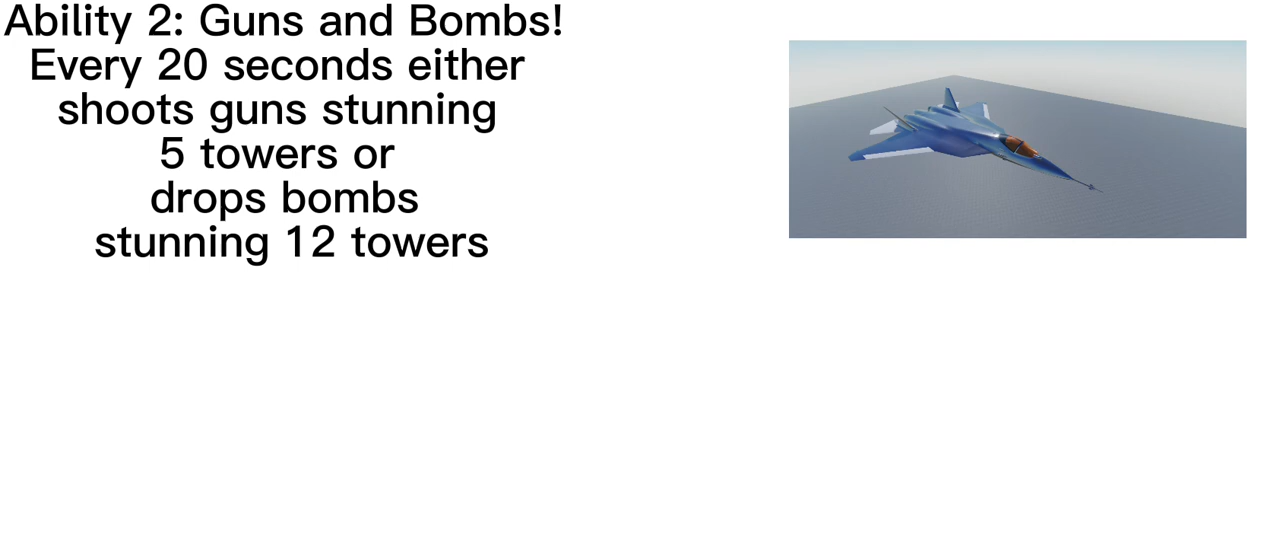 Ability 2: Guns and Bombs!
Every 20 seconds either
shoots guns stunning
5 towers or
drops bombs
stunning 12 towers